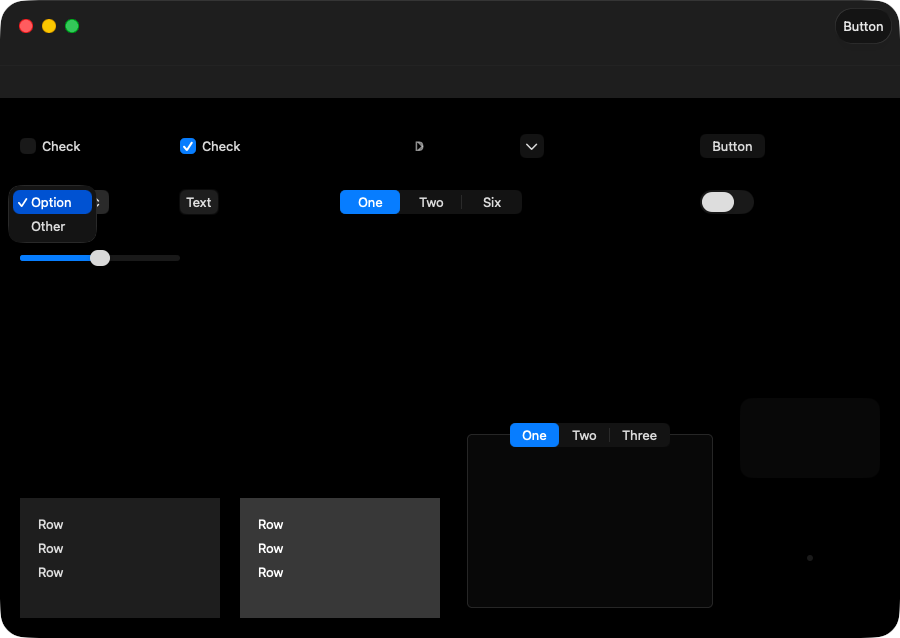 Button
Check
Check
Button
Option
Other
Text
One Two Six
One Two Three
Row
Row
Row
Row
Row
Row